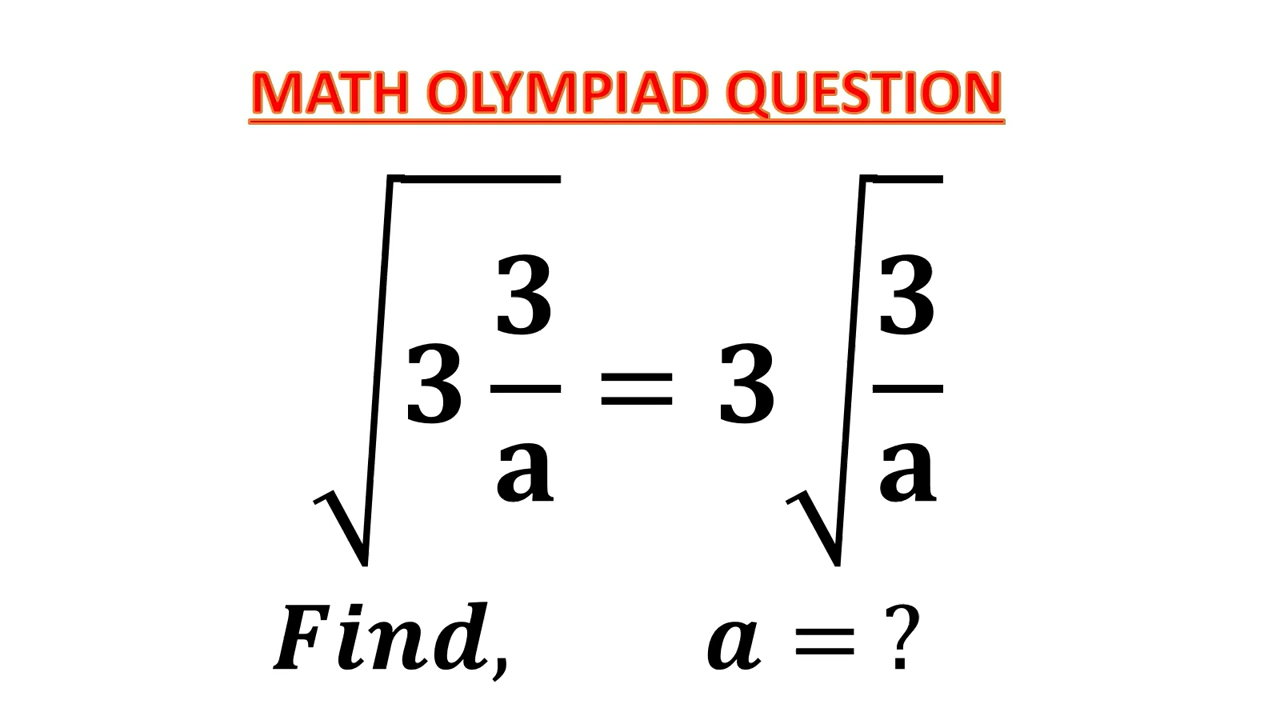 MATH OLYMPIAD QUESTION
√(3 3/a) = 3 √(3/a)
Find, a = ?